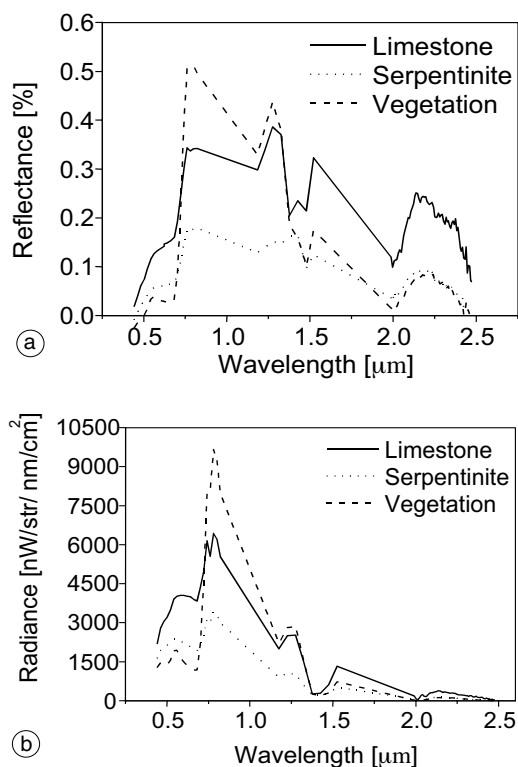 0.6
0.5
0.4
0.3
0.2
0.1
0.0
Reflectance [%]
Limestone
Serpentinite
Vegetation
0.5 1.0 1.5 2.0 2.5
Wavelength [μm]
a
10500
9000
7500
6000
4500
3000
1500
0
Radiance [nW/str/ nm/cm²]
Limestone
Serpentinite
Vegetation
0.5 1.0 1.5 2.0 2.5
Wavelength [μm]
b